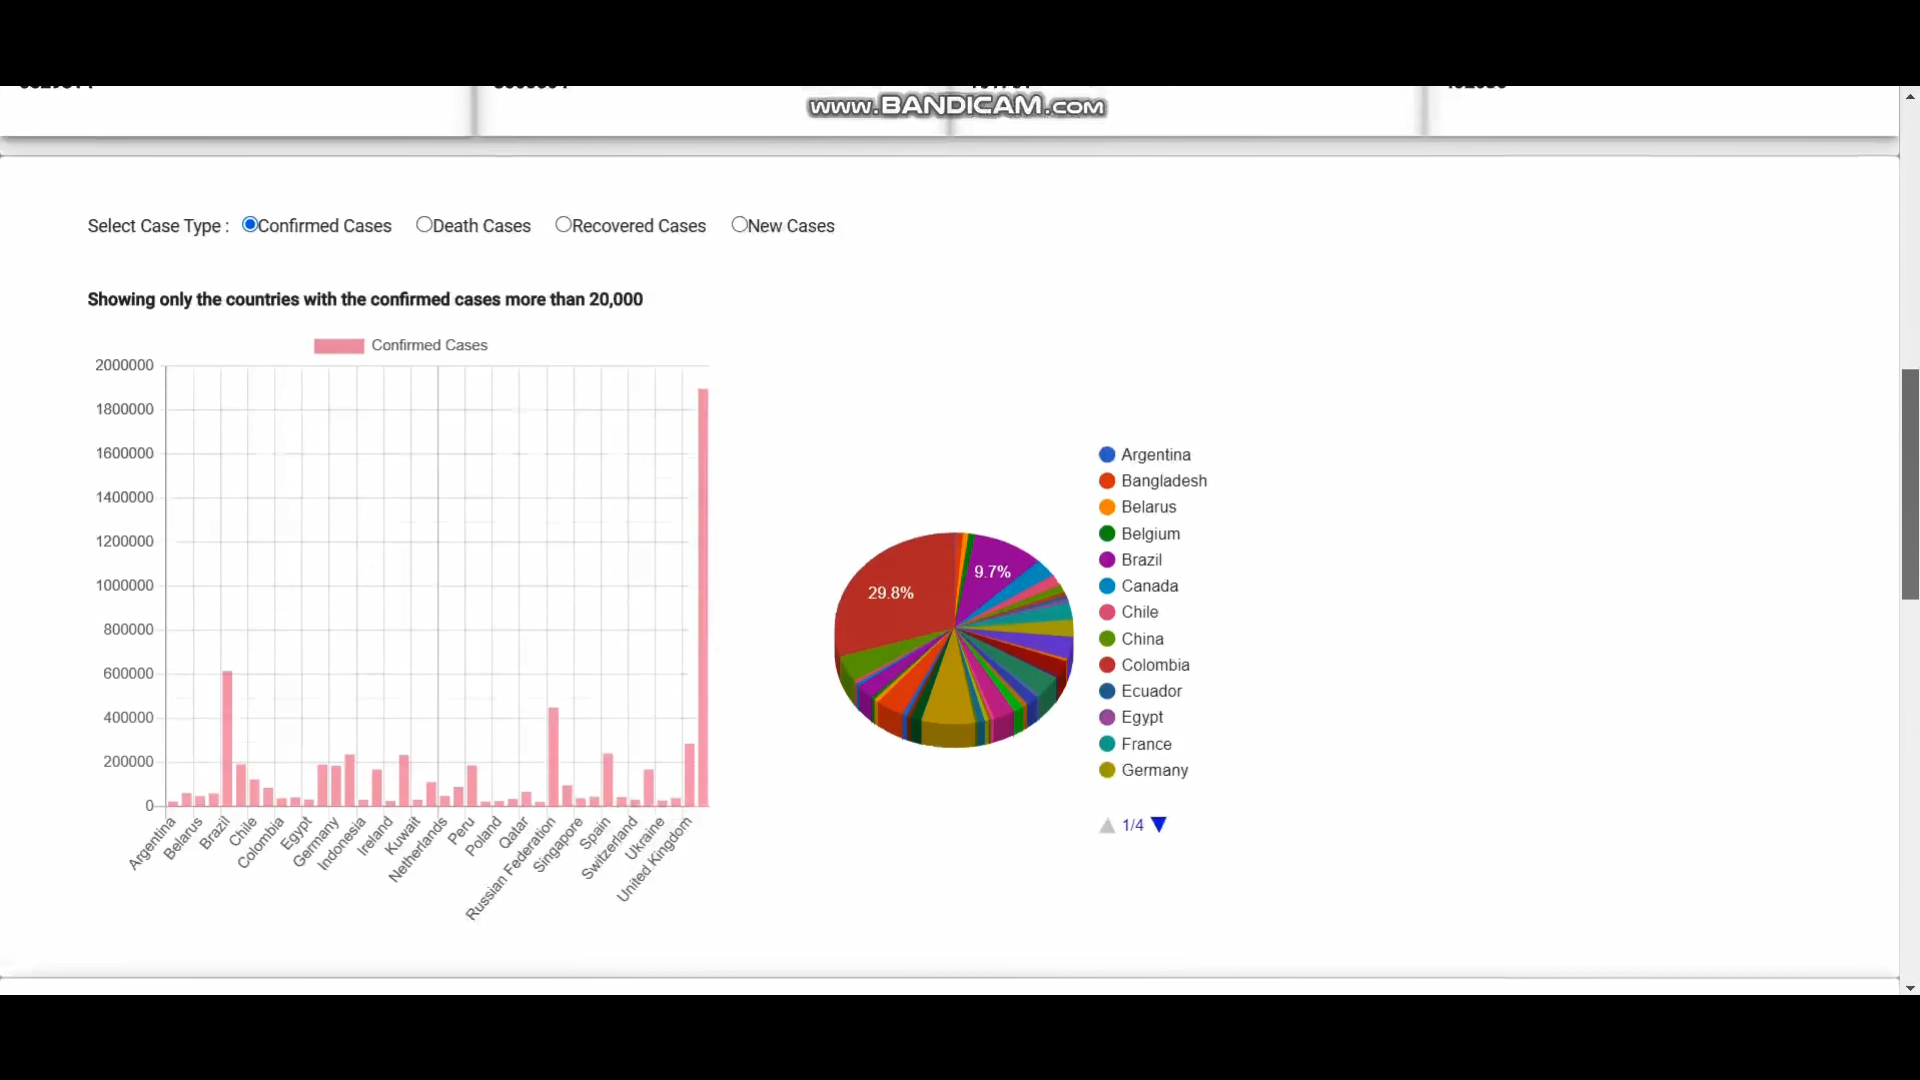 www.BANDICAM.com
Select Case Type : Confirmed Cases Death Cases Recovered Cases New Cases
Showing only the countries with the confirmed cases more than 20,000
Confirmed Cases
2000000
1800000
1600000
1400000
1200000
1000000
800000
600000
400000
200000
0
Argentina
Belarus
Brazil
Chile
Colombia
Egypt
Germany
Indonesia
Ireland
Kuwait
Netherlands
Peru
Poland
Qatar
Russian Federation
Singapore
Spain
Switzerland
Ukraine
United Kingdom
29.8%
9.7%
Argentina
Bangladesh
Belarus
Belgium
Brazil
Canada
Chile
China
Colombia
Ecuador
Egypt
France
Germany
1/4